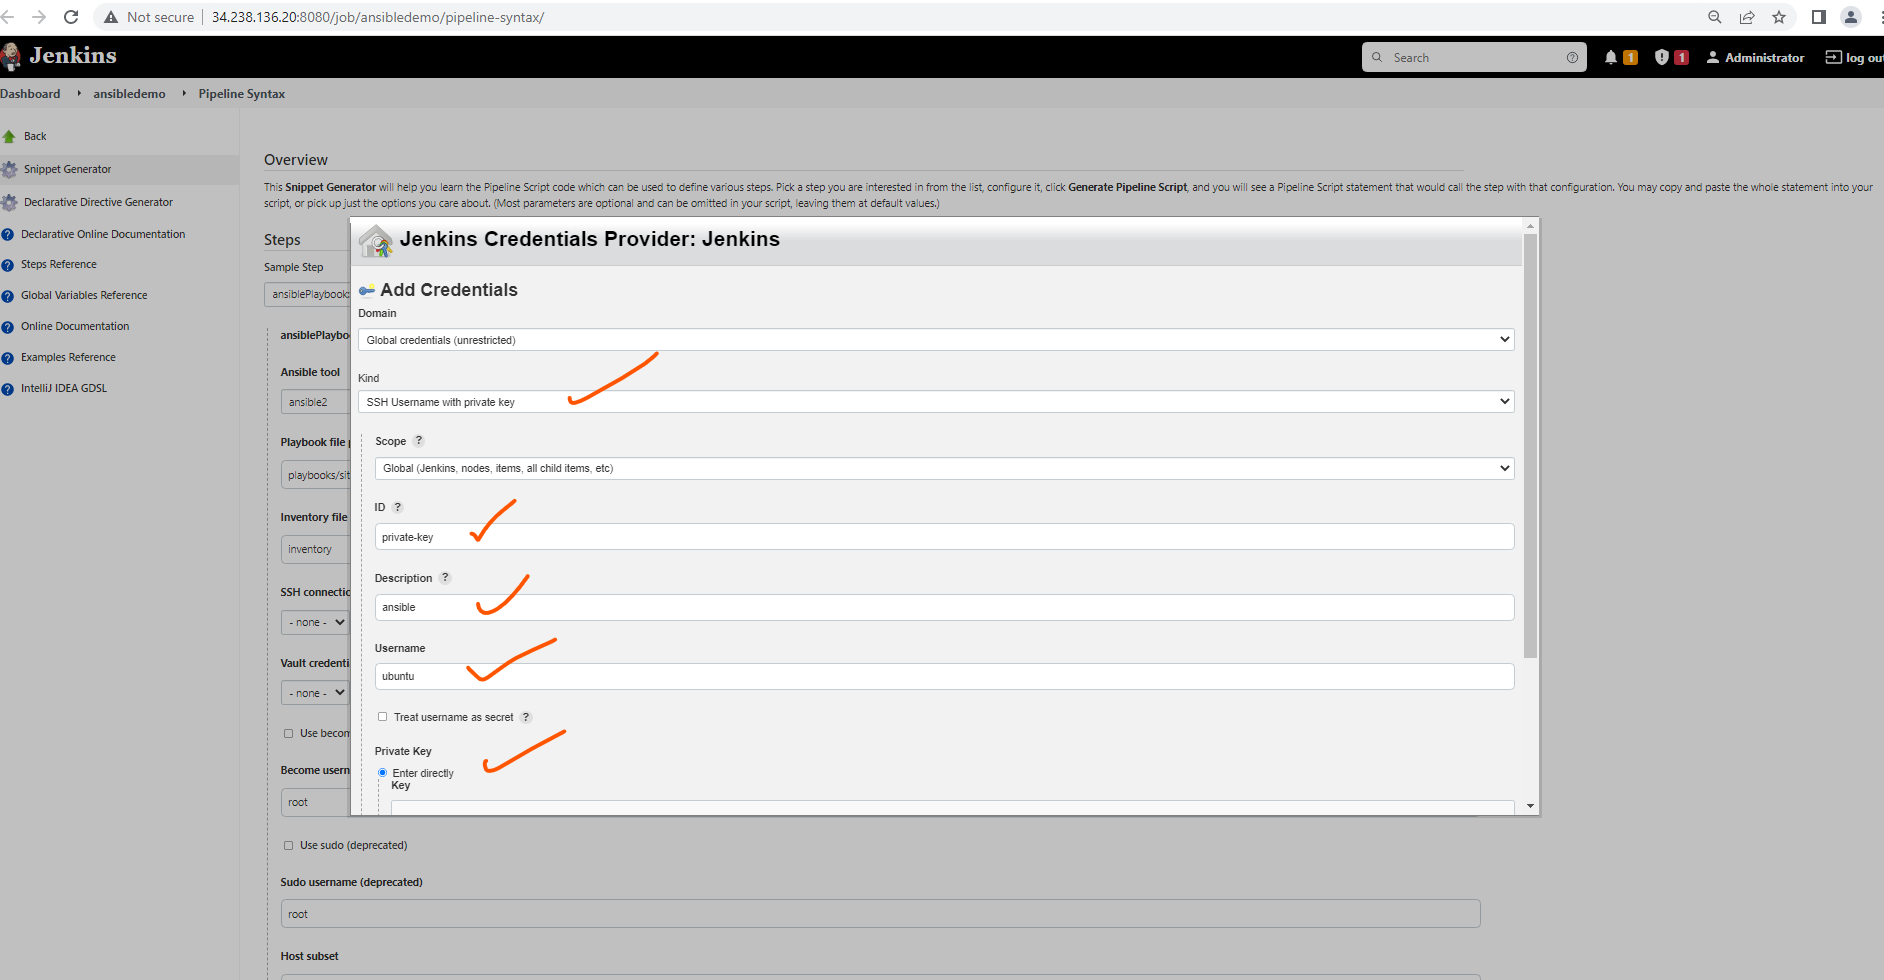 Not secure
34.238.136.20:8080/job/ansibledemo/pipeline-syntax/
Jenkins
Search
1
1
Administrator
log ou
Dashboard
ansibledemo
Pipeline Syntax
Back
Snippet Generator
Declarative Directive Generator
Declarative Online Documentation
Steps Reference
Global Variables Reference
Online Documentation
Examples Reference
IntelliJ IDEA GDSL
Overview
This Snippet Generator will help you learn the Pipeline Script code which can be used to define various steps. Pick a step you are interested in from the list, configure it, click Generate Pipeline Script, and you will see a Pipeline Script statement that would call the step with that configuration. You may copy and paste the whole statement into your
script, or pick up just the options you care about. (Most parameters are optional and can be omitted in your script, leaving them at default values.)
Steps
Sample Step
ansiblePlaybook
ansiblePlaybo
Ansible tool
ansible2
Playbook file
playbooks/sit
Inventory file
inventory
SSH connectio
- none -
Vault credenti
- none -
Use becom
Become usern
root
Use sudo (deprecated)
Sudo username (deprecated)
root
Host subset
Jenkins Credentials Provider: Jenkins
Add Credentials
Domain
Global credentials (unrestricted)
Kind
SSH Username with private key
Scope ?
Global (Jenkins, nodes, items, all child items, etc)
ID ?
private-key
Description ?
ansible
Username
ubuntu
Treat username as secret ?
Private Key
Enter directly
Key